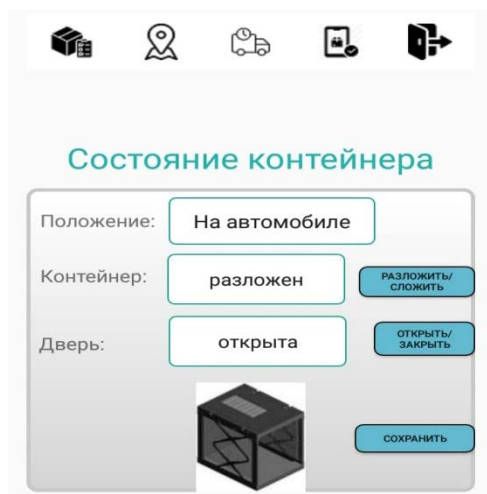 Состояние контейнера
Положение: На автомобиле
Контейнер: разложен РАЗЛОЖИТЬ/
СЛОЖИТЬ
Дверь: открыта ОТКРЫТЬ/
ЗАКРЫТЬ
СОХРАНИТЬ